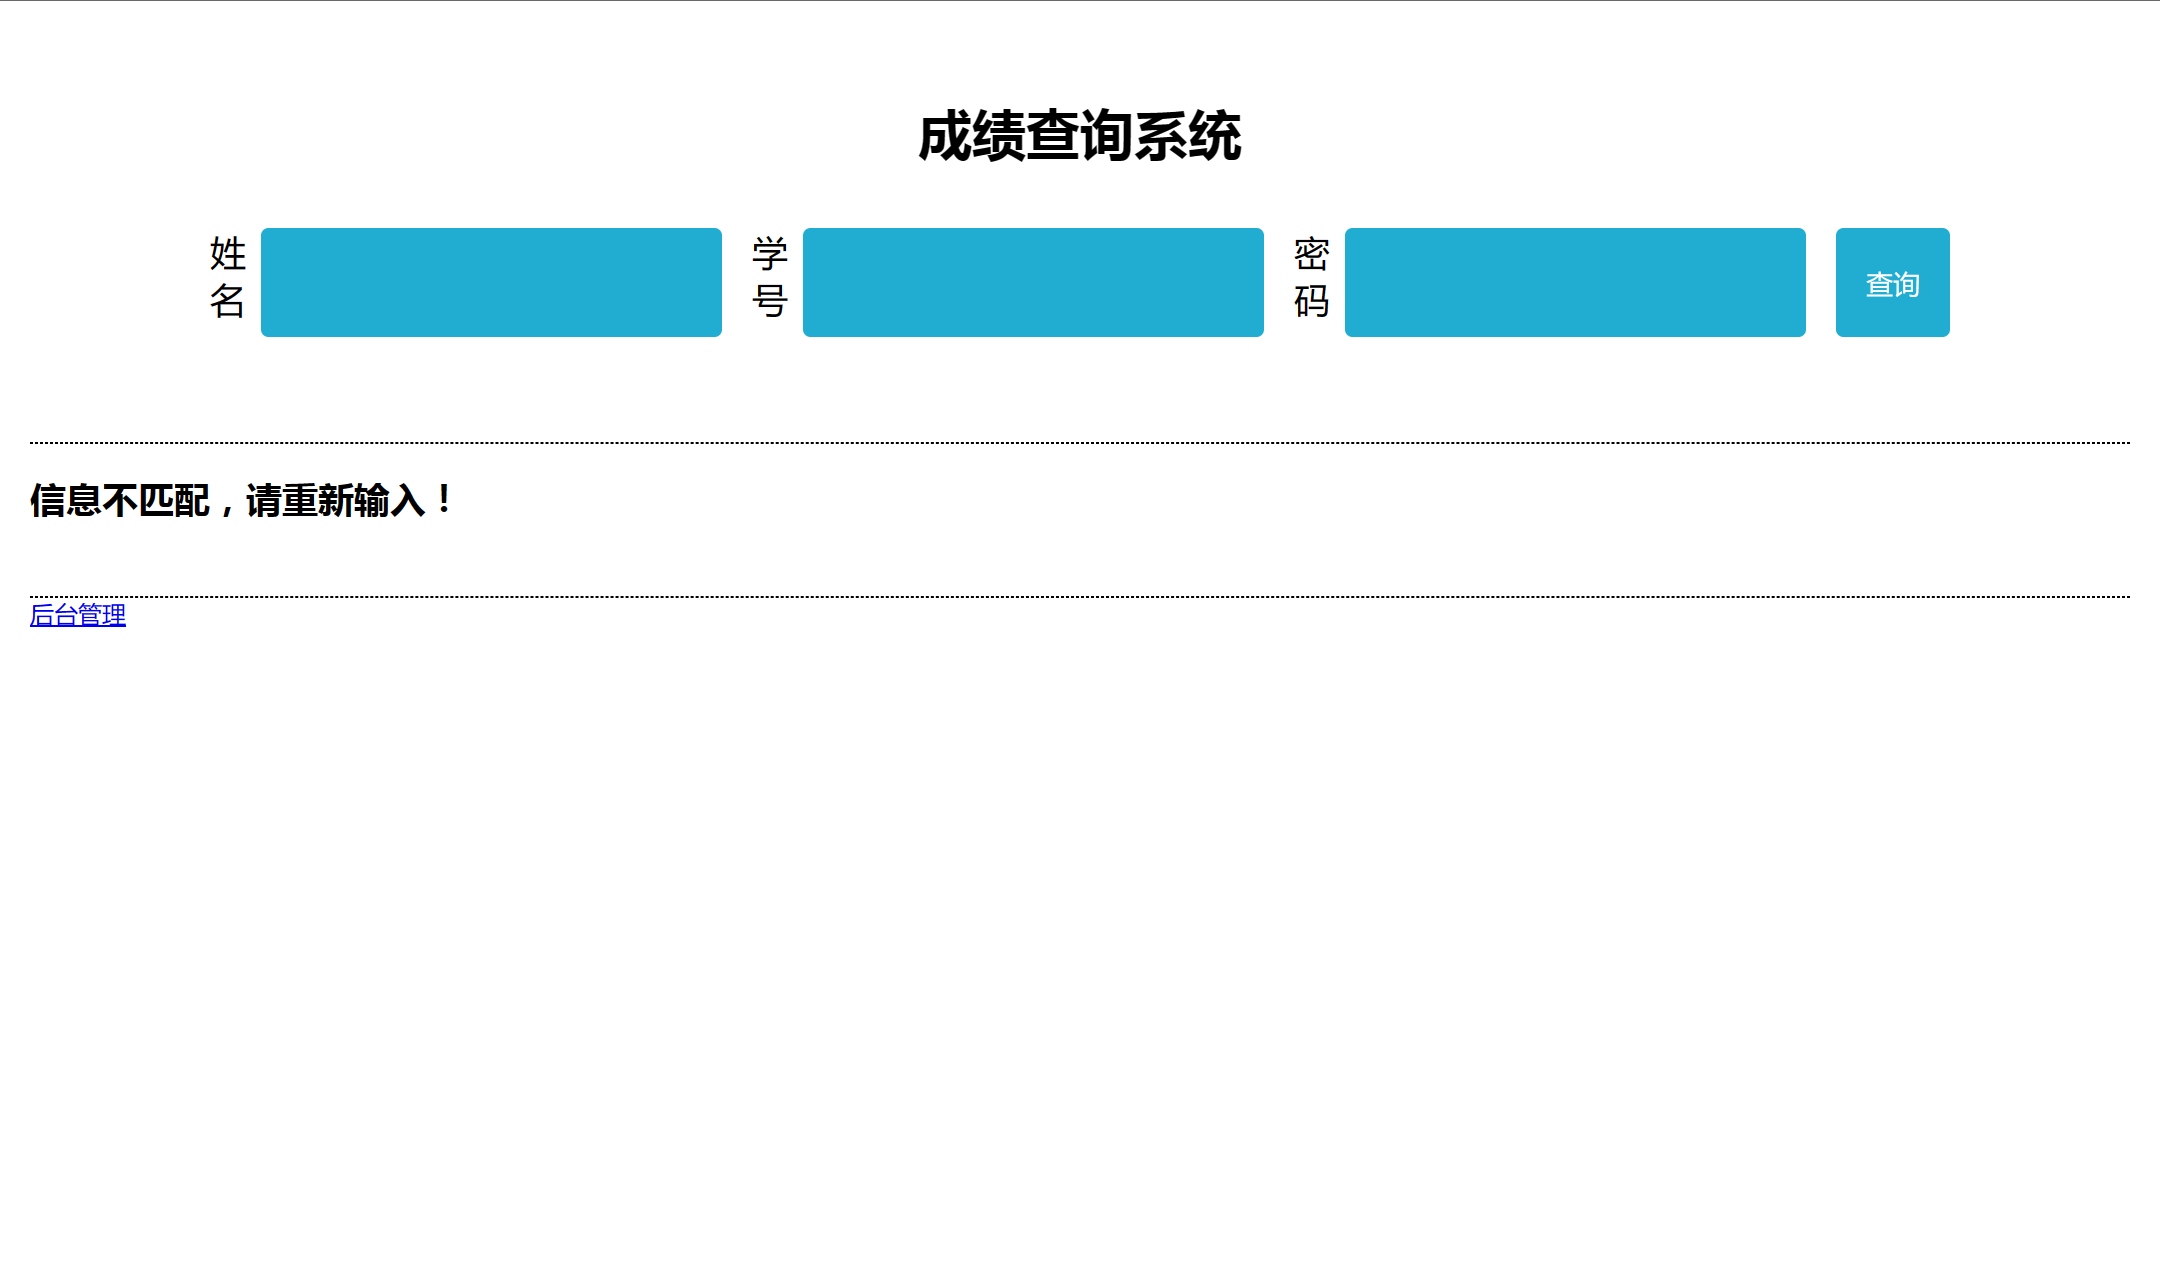 成绩查询系统
姓名
学号
密码
查询
信息不匹配，请重新输入！
后台管理